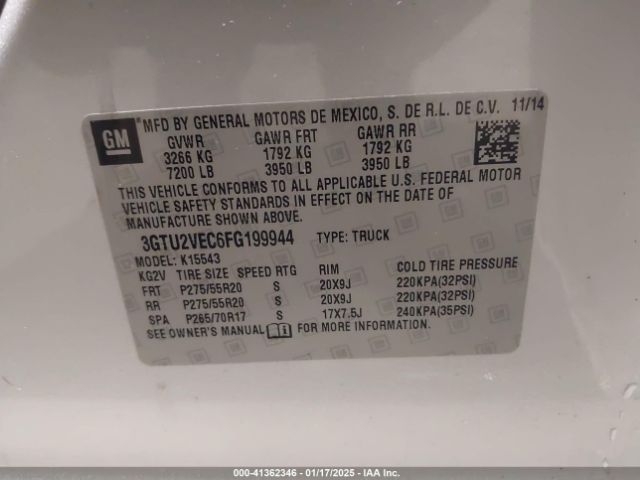 GM
*MFD BY GENERAL MOTORS DE MEXICO, S. DE R.L. DE C.V. 11/14
GVWR GAWR FRT GAWR RR
3266 KG 1792 KG 1792 KG
7200 LB 3950 LB 3950 LB
THIS VEHICLE CONFORMS TO ALL APPLICABLE U.S. FEDERAL MOTOR
VEHICLE SAFETY STANDARDS IN EFFECT ON THE DATE OF
MANUFACTURE SHOWN ABOVE.
3GTU2VEC6FG199944 TYPE: TRUCK
MODEL: K15543
KG2V TIRE SIZE SPEED RTG RIM COLD TIRE PRESSURE
FRT P275/55R20 S 20X9J 220KPA(32PSI)
RR P275/55R20 S 20X9J 220KPA(32PSI)
SPA P265/70R17 S 17X7.5J 240KPA(35PSI)
SEE OWNER'S MANUAL FOR MORE INFORMATION.
000-41362346 | 01/17/2025 | IAA Inc.